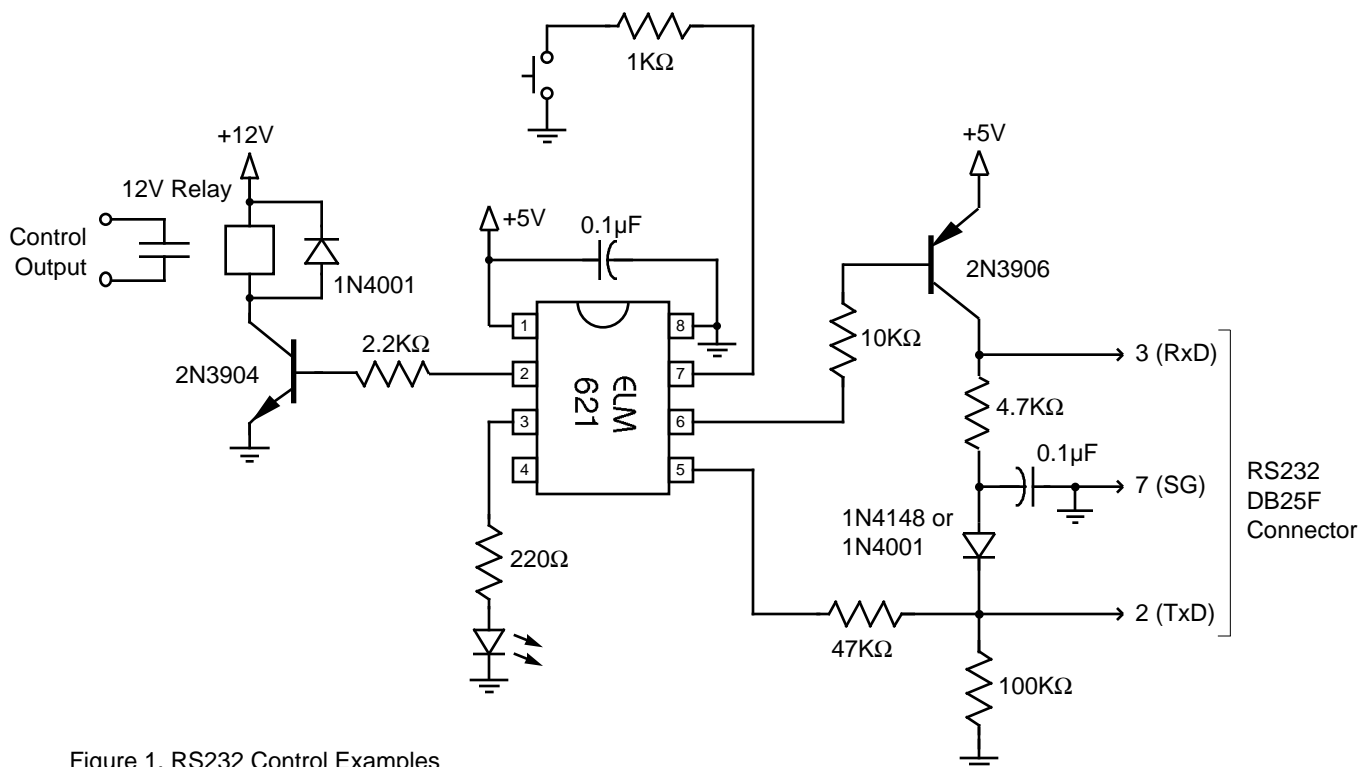 1KΩ
+12V
12V Relay
Control
Output
1N4001
2N3904
2.2KΩ
+5V
0.1µF
1
2
3
4
8
7
6
5
ELM
621
220Ω
+5V
2N3906
10KΩ
3 (RxD)
4.7KΩ
0.1µF
7 (SG)
RS232
DB25F
Connector
1N4148 or
1N4001
2 (TxD)
47KΩ
100KΩ
Figure 1. RS232 Control Examples